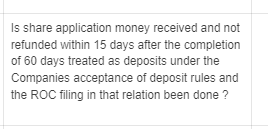 Is share application money received and not
refunded within 15 days after the completion
of 60 days treated as deposits under the
Companies acceptance of deposit rules and
the ROC filing in that relation been done ?